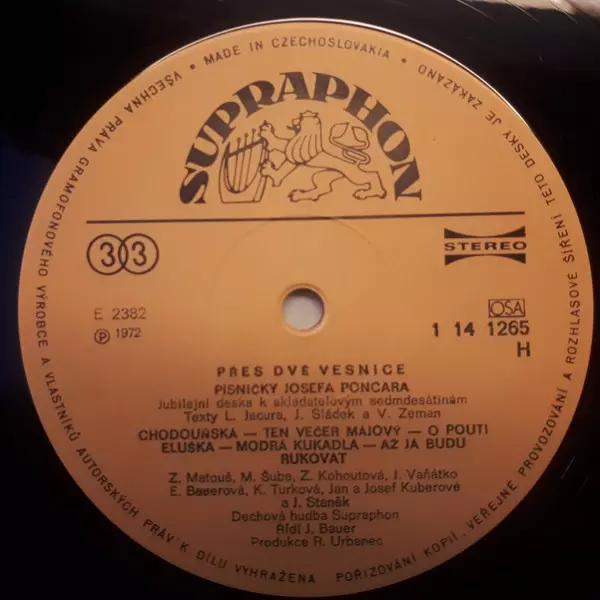 • MADE IN CZECHOSLOVAKIA •
VŠECHNA PRÁVA GRAMOFONOVÉHO VÝROBCE A VLASTNÍKŮ AUTORSKÝCH PRÁV K DÍLU VYHRAŽENA. POŘIZOVÁNÍ KOPIÍ, VEŘEJNÉ PROVOZOVÁNÍ A ROZHLASOVÉ ŠÍŘENÍ TÉTO DESKY JE ZAKÁZÁNO
SUPRAPHON
33
STEREO
E 2382
Ⓟ 1972
OSA
1 14 1265
H
PŘES DVĚ VESNICE
PÍSNIČKY JOSEFA PONCARA
Jubilejní deska k skladatelovým sedmdesátinám
Texty L. Jacura, J. Sládek a V. Zeman
CHODOUŇSKÁ — TEN VEČER MÁJOVÝ — O POUTI
ELUŠKA — MODRÁ KUKADLA — AŽ JÁ BUDU
RUKOVAT
Z. Matouš, M. Šuba, Z. Kohoutová, I. Vaňátko
E. Bauerová, K. Turková, Jan a Josef Kuberové
a J. Staněk
Dechová hudba Supraphon
Řídí J. Bauer
Produkce R. Urbanec